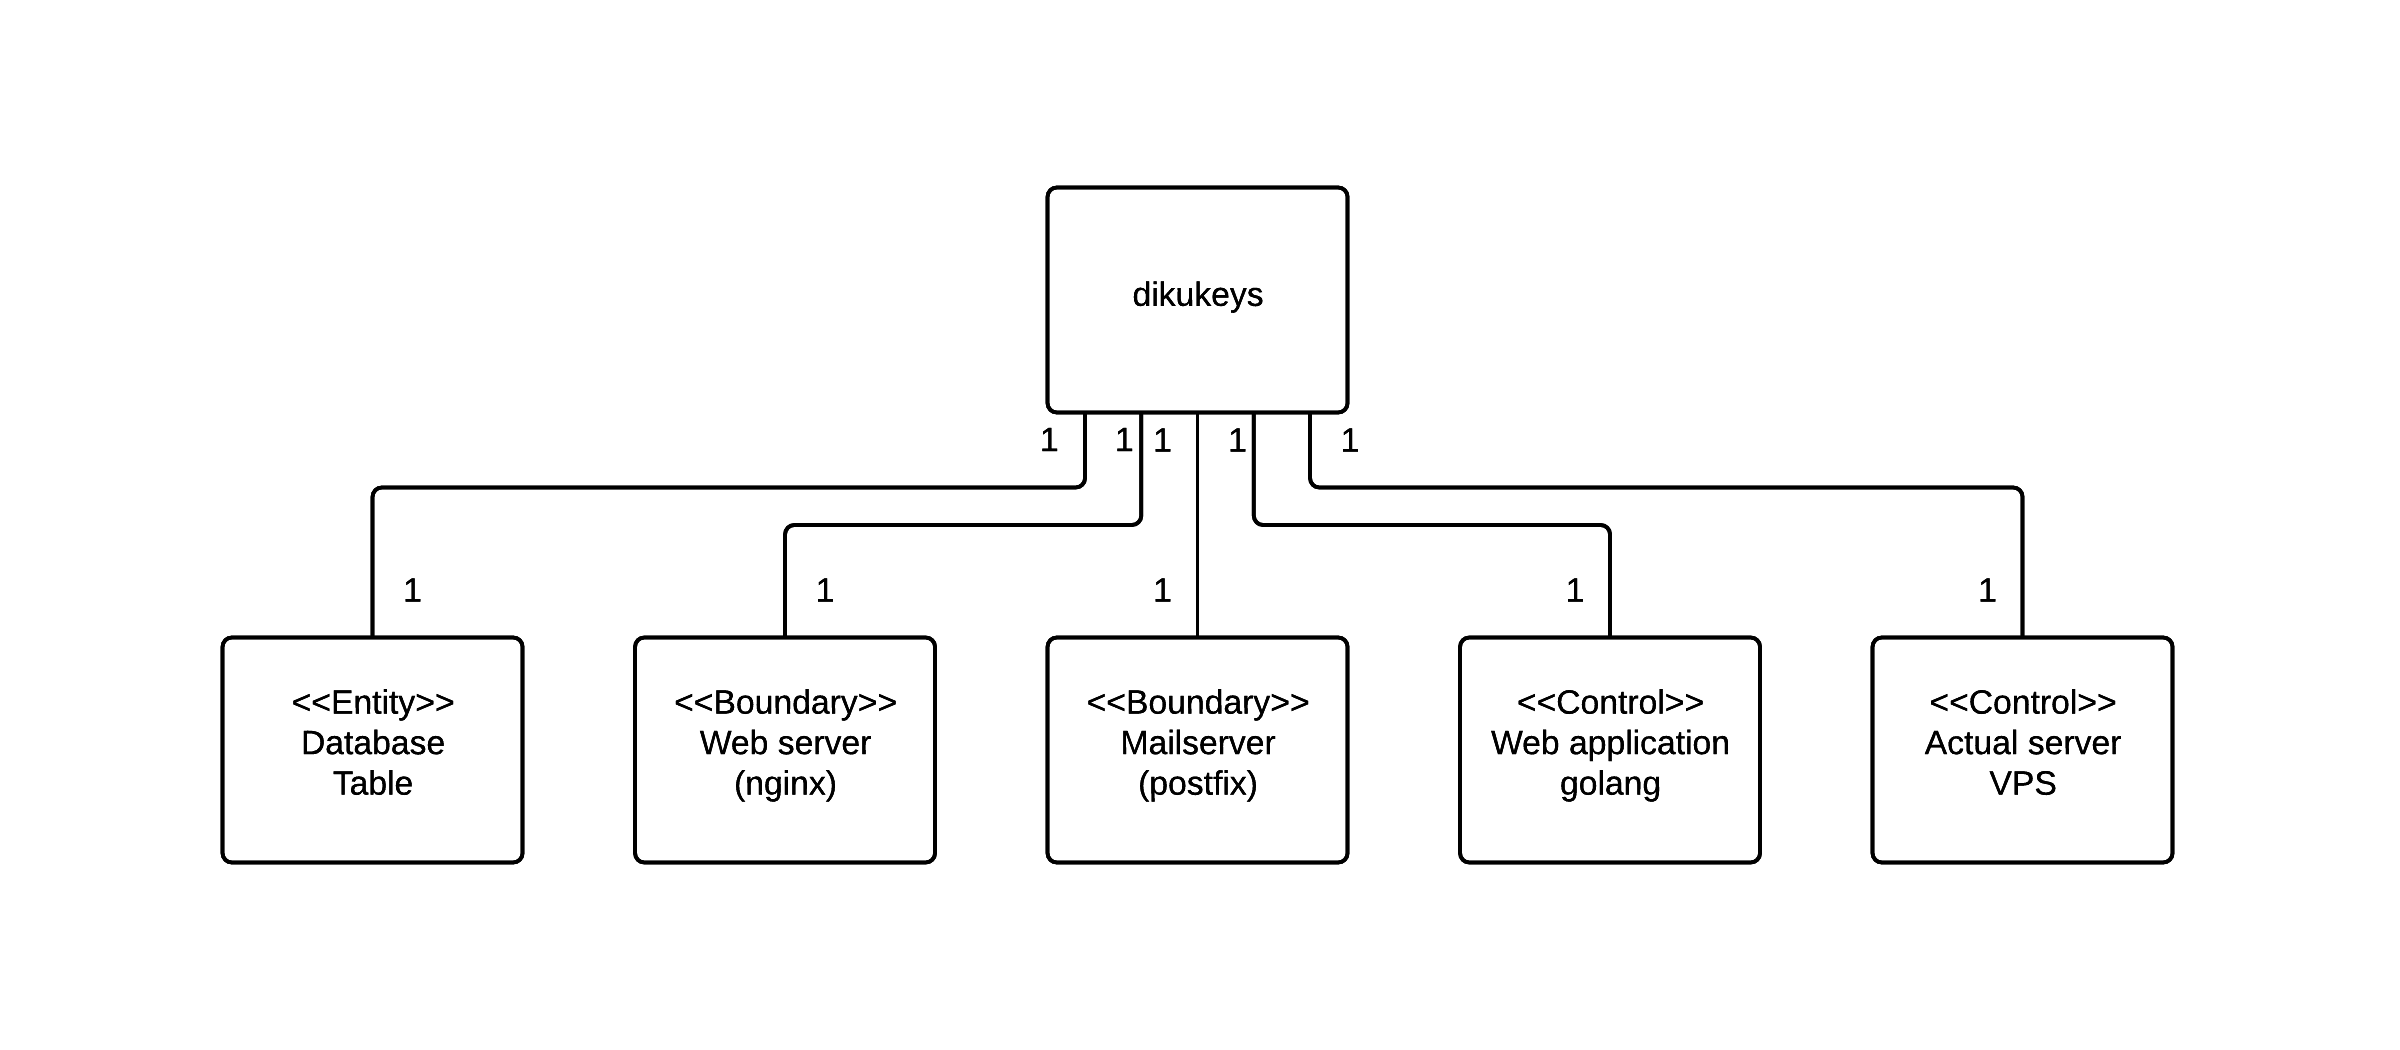 dikukeys
1 1 1 1 1
1 1 1 1 1
<<Entity>>
Database
Table
<<Boundary>>
Web server
(nginx)
<<Boundary>>
Mailserver
(postfix)
<<Control>>
Web application
golang
<<Control>>
Actual server
VPS